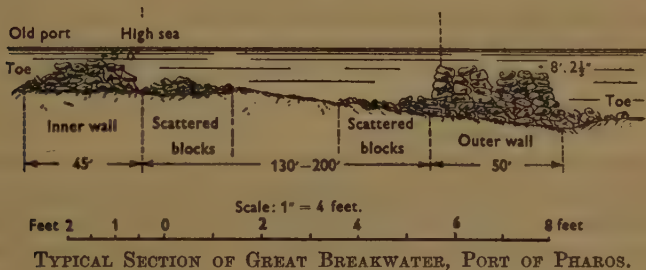 Old port High sea
5' 0"
Toe
8'. 2½"
Toe
Inner wall Scattered blocks Scattered blocks Outer wall
45' 130'–200' 50'
Scale: 1" = 4 feet.
Feet 2 1 0 2 4 6 8 feet
TYPICAL SECTION OF GREAT BREAKWATER, PORT OF PHAROS.